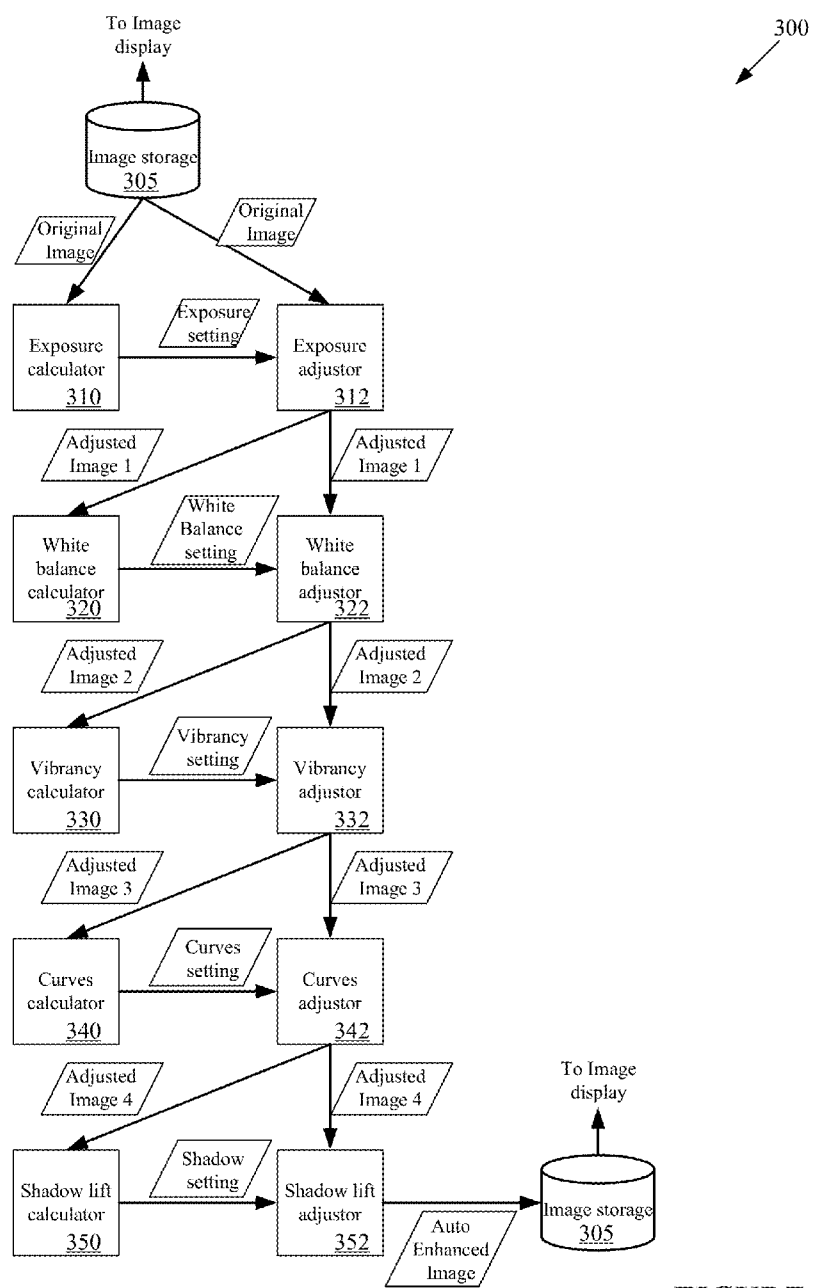 To Image
display
300
Image storage
305
Original
Image
Original
Image
Exposure
setting
Exposure
calculator
310
Exposure
adjustor
312
Adjusted
Image 1
Adjusted
Image 1
White
Balance
setting
White
balance
calculator
320
White
balance
adjustor
322
Adjusted
Image 2
Adjusted
Image 2
Vibrancy
setting
Vibrancy
calculator
330
Vibrancy
adjustor
332
Adjusted
Image 3
Adjusted
Image 3
Curves
setting
Curves
calculator
340
Curves
adjustor
342
Adjusted
Image 4
Adjusted
Image 4
To Image
display
Shadow
setting
Shadow lift
calculator
350
Shadow lift
adjustor
352
Image storage
305
Auto
Enhanced
Image